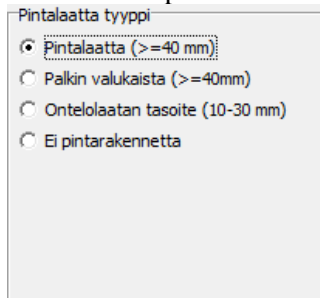 Pintalaatta tyyppi
Pintalaatta (>=40 mm)
Palkin valukaista (>=40mm)
Ontelolaatan tasoite (10-30 mm)
Ei pintarakennetta